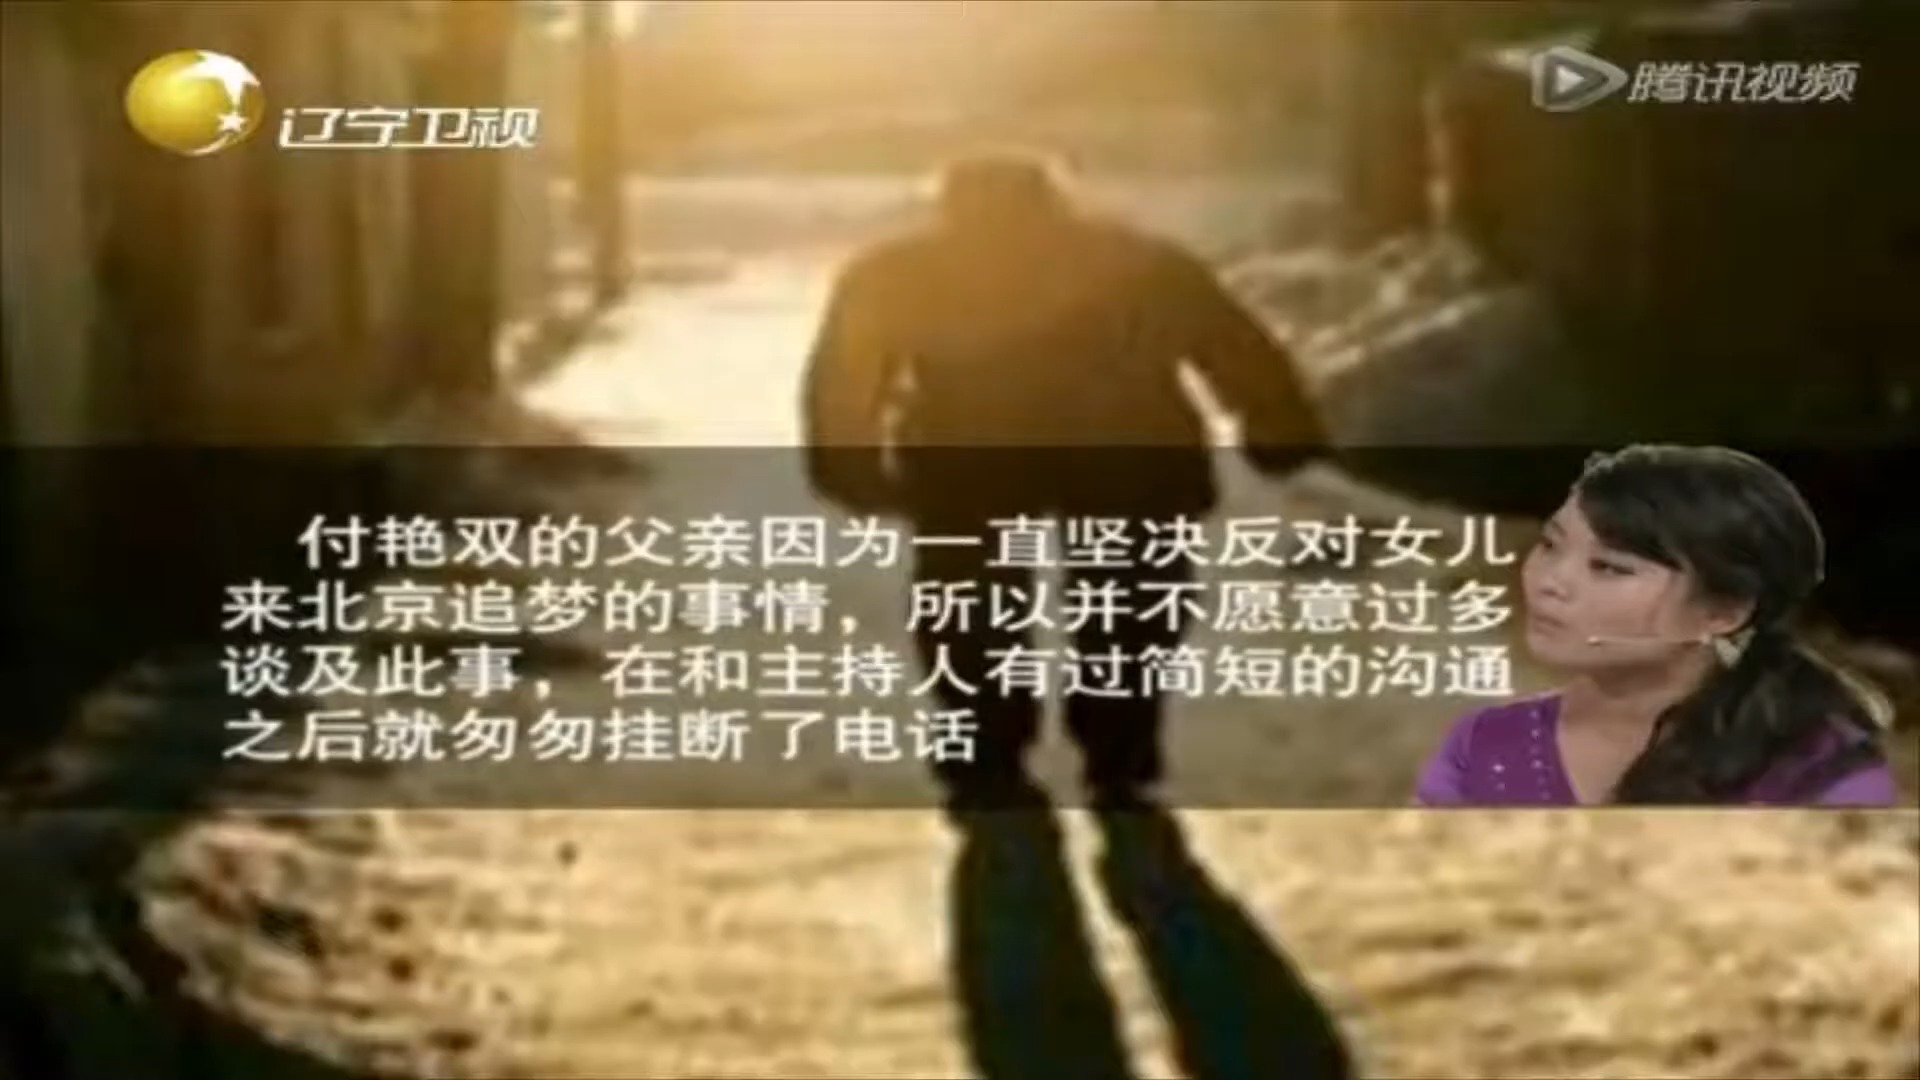 辽宁卫视
腾讯视频
付艳双的父亲因为一直坚决反对女儿
来北京追梦的事情，所以并不愿意过多
谈及此事，在和主持人有过简短的沟通
之后就匆匆挂断了电话